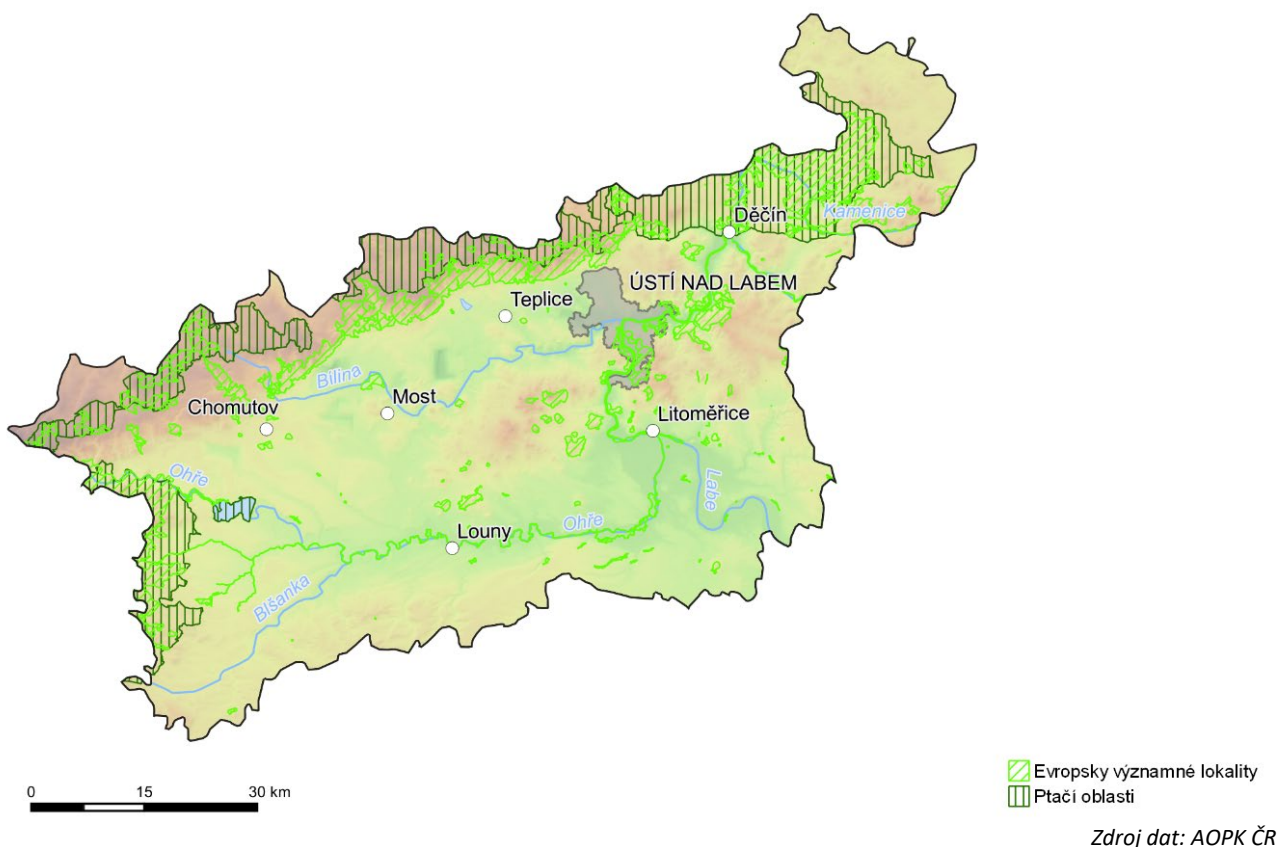 Děčín
Kamenice
ÚSTÍ NAD LABEM
Teplice
Bílina
Most
Chomutov
Litoměřice
Ohře
Labe
Ohře
Louny
Blšanka
0 15 30 km
Evropsky významné lokality
Ptačí oblasti
Zdroj dat: AOPK ČR